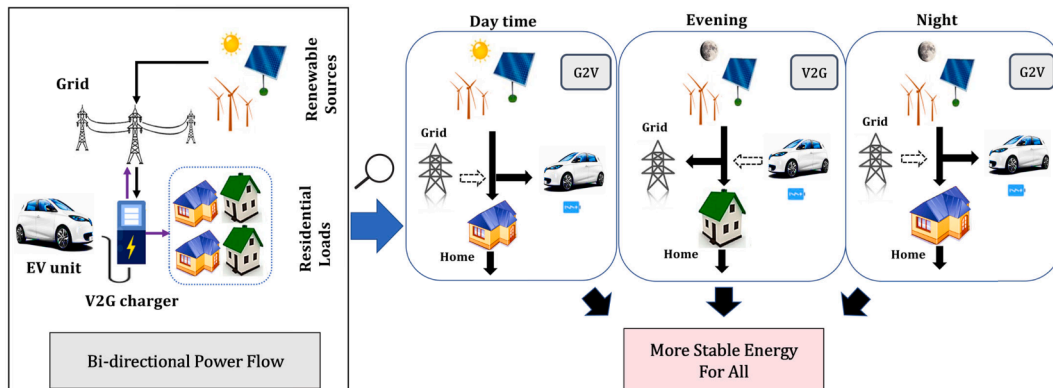 Grid
Renewable
Sources
EV unit
V2G charger
Residential
Loads
Bi-directional Power Flow
Day time
G2V
Grid
Home
Evening
V2G
Grid
Home
Night
G2V
Grid
Home
More Stable Energy
For All